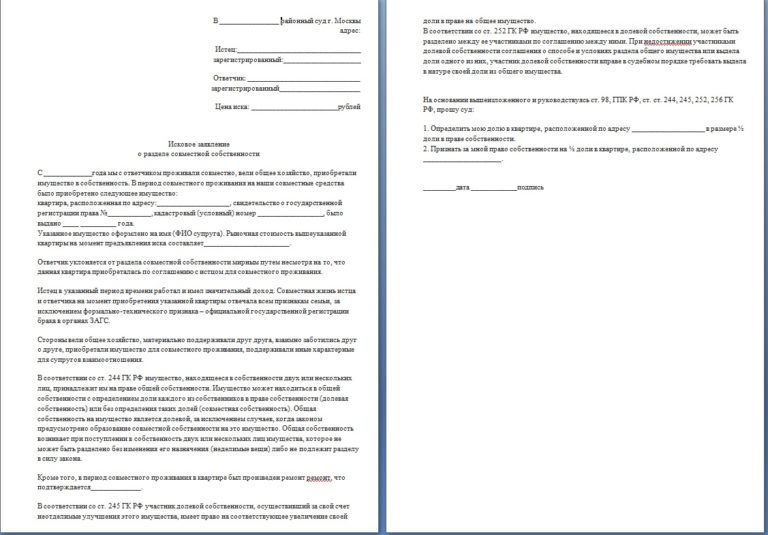 В _________________ районный суд г. Москвы
адрес:
Истец:___________________________________
зарегистрированный:______________________
Ответчик: ________________________________
зарегистрированный_______________________
Цена иска: ________________________рублей
Исковое заявление
о разделе совместной собственности
С ______________года мы с ответчиком проживали совместно, вели общее хозяйство, приобретали
имущество в собственность. В период совместного проживания на наши совместные средства
было приобретено следующее имущество:
квартира, расположенная по адресу:_____________________, свидетельство о государственной
регистрации права №_____________, кадастровый (условный) номер ___________________, было
выдано ____ __________ года.
Указанное имущество оформлено на имя (ФИО супруга). Рыночная стоимость вышеуказанной
квартиры на момент предъявления иска составляет________________________.
Ответчик уклоняется от раздела совместной собственности мирным путем несмотря на то, что
данная квартира приобреталась по соглашению с истцом для совместного проживания.
Истец в указанный период времени работал и имел значительный доход. Совместная жизнь истца
и ответчика на момент приобретения указанной квартиры отвечала всем признакам семьи, за
исключением формально-технического признака – официальной государственной регистрации
брака в органах ЗАГС.
Стороны вели общее хозяйство, материально поддерживали друг друга, взаимно заботились друг
о друге, приобретали имущество для совместного проживания, поддерживали иные характерные
для супругов взаимоотношения.
В соответствии со ст. 244 ГК РФ имущество, находящееся в собственности двух или нескольких
лиц, принадлежит им на праве общей собственности. Имущество может находиться в общей
собственности с определением доли каждого из собственников в праве собственности (долевая
собственность) или без определения таких долей (совместная собственность). Общая
собственность на имущество является долевой, за исключением случаев, когда законом
предусмотрено образование совместной собственности на это имущество. Общая собственность
возникает при поступлении в собственность двух или нескольких лиц имущества, которое не
может быть разделено без изменения его назначения (неделимые вещи) либо не подлежит разделу
в силу закона.
Кроме того, в период совместного проживания в квартире был произведен ремонт ремонт, что
подтверждается______________.
В соответствии со ст. 245 ГК РФ участник долевой собственности, осуществивший за свой счет
неотделимые улучшения этого имущества, имеет право на соответствующее увеличение своей
доли в праве на общее имущество.
В соответствии со ст. 252 ГК РФ имущество, находящееся в долевой собственности, может быть
разделено между ее участниками по соглашению между ними. При недостижении участниками
долевой собственности соглашения о способе и условиях раздела общего имущества или выдела
доли одного из них, участник долевой собственности вправе в судебном порядке требовать выдела
в натуре своей доли из общего имущества.
На основании вышеизложенного и руководствуясь ст. 98, ГПК РФ, ст. ст. 244, 245, 252, 256 ГК
РФ, прошу суд:
1. Определить мою долю в квартире, расположенной по адресу _____________________ в размере ½
доли в праве собственности.
2. Признать за мной право собственности на ½ доли в квартире, расположенной по адресу
______________________.
_________дата _____________подпись